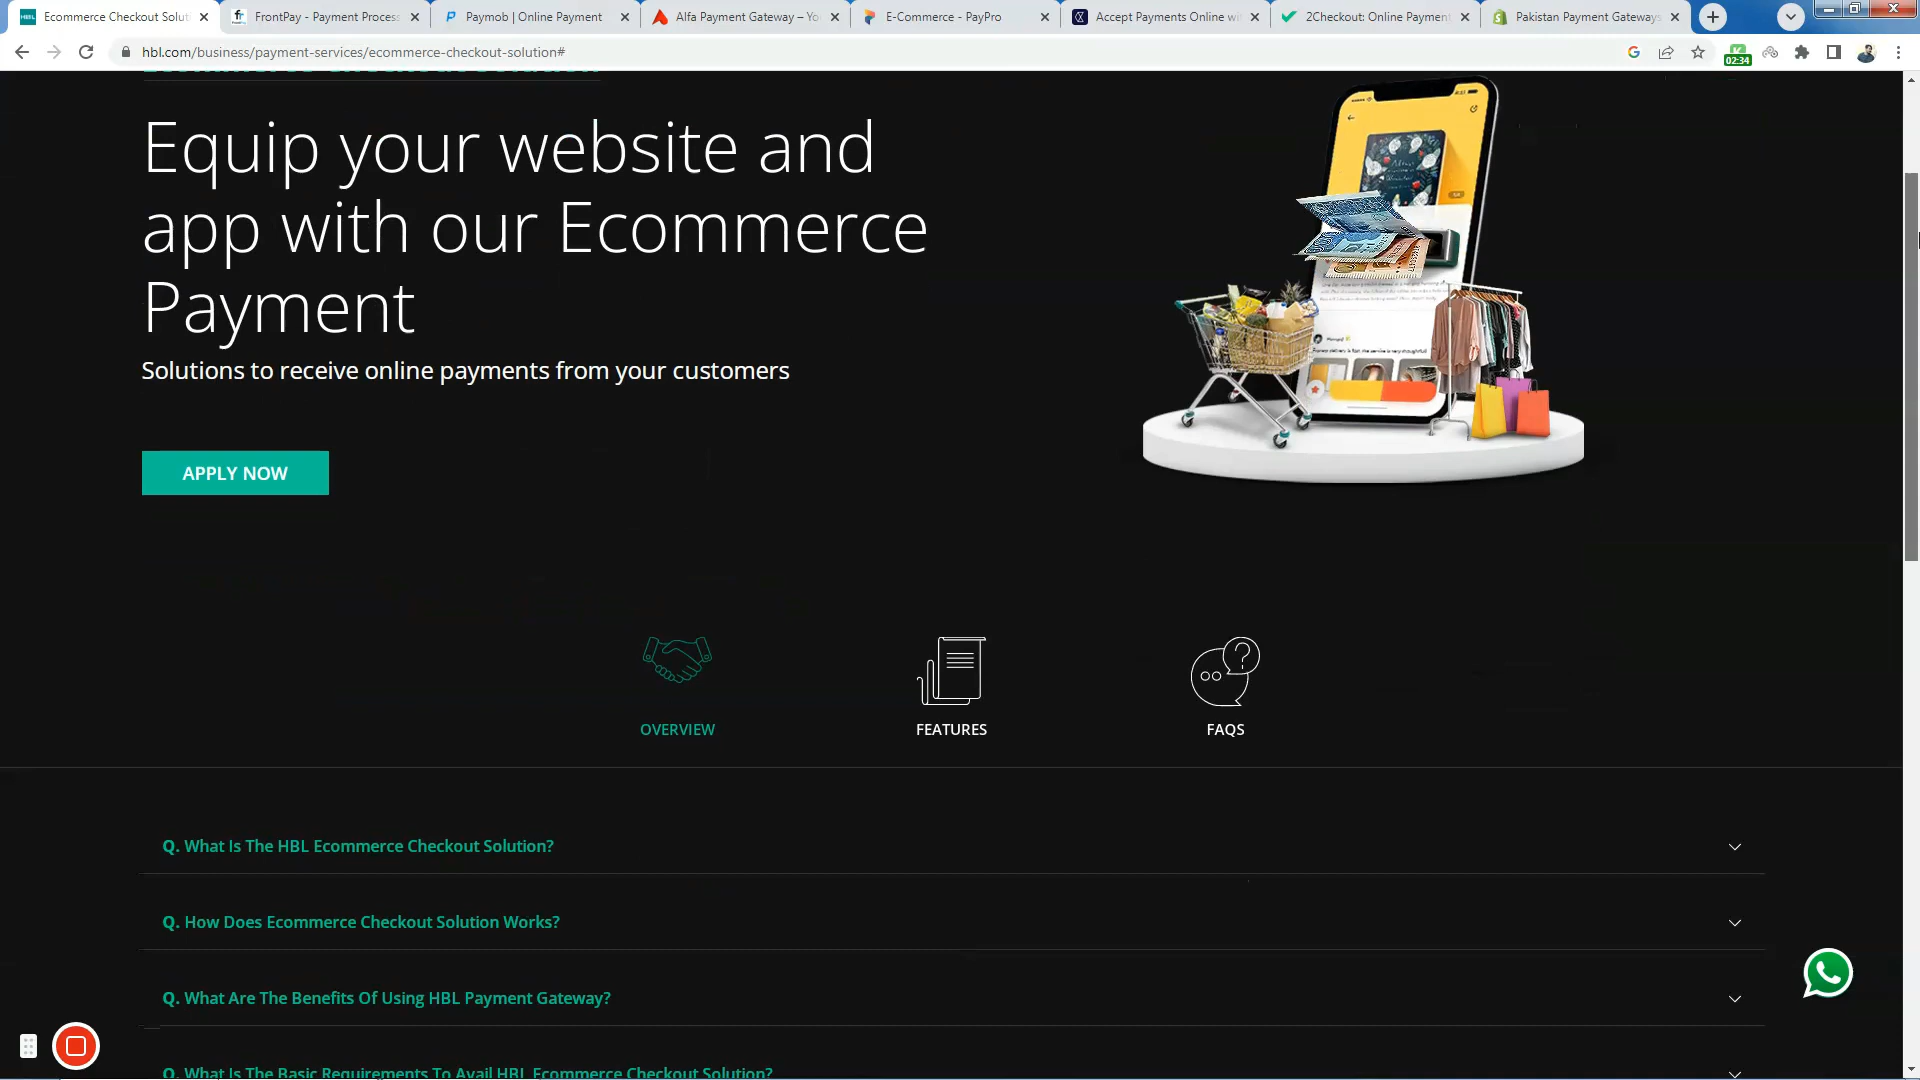 HBL
Ecommerce Checkout Solut
FrontPay - Payment Process
Paymob | Online Payment
Alfa Payment Gateway – Yo
E-Commerce - PayPro
Accept Payments Online wi
2Checkout: Online Payment
Pakistan Payment Gateways
hbl.com/business/payment-services/ecommerce-checkout-solution#
02:34
Equip your website and
app with our Ecommerce
Payment
Solutions to receive online payments from your customers
APPLY NOW
OVERVIEW
FEATURES
FAQS
Q. What Is The HBL Ecommerce Checkout Solution?
Q. How Does Ecommerce Checkout Solution Works?
Q. What Are The Benefits Of Using HBL Payment Gateway?
Q. What Is The Basic Requirements To Avail HBL Ecommerce Checkout Solution?